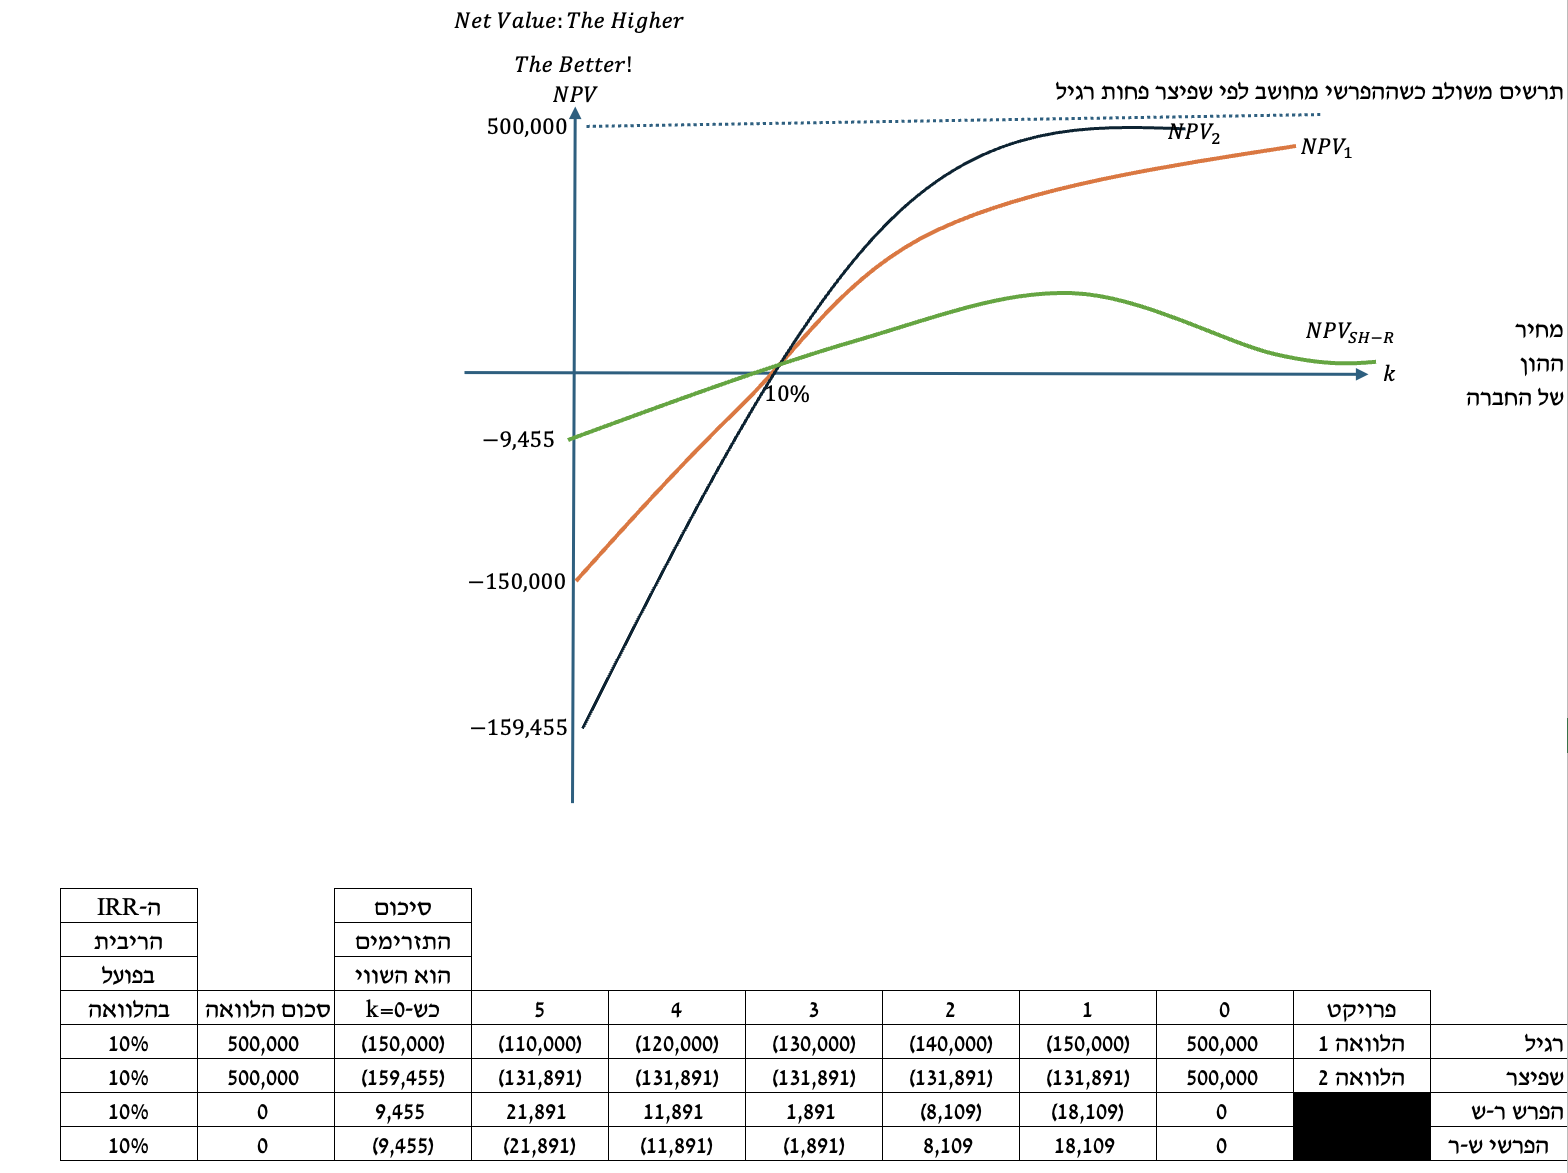 Net Value: The Higher
The Better!
NPV
תרשים משולב כשההפרשי מחושב לפי שפיצר פחות רגיל
500,000
NPV₂
NPV₁
NPV_SH−R
מחיר
ההון
של החברה
k
10%
−9,455
−150,000
−159,455
סיכום ה-IRR
התזרימים הריבית
הוא השווי בפועל
פרויקט 0 1 2 3 4 5 כש-k=0 סכום הלוואה בהלוואה
רגיל הלוואה 1 500,000 (150,000) (140,000) (130,000) (120,000) (110,000) (150,000) 500,000 10%
שפיצר הלוואה 2 500,000 (131,891) (131,891) (131,891) (131,891) (131,891) (159,455) 500,000 10%
הפרש ר-ש 0 (18,109) (8,109) 1,891 11,891 21,891 9,455 0 10%
הפרשי ש-ר 0 18,109 8,109 (1,891) (11,891) (21,891) (9,455) 0 10%